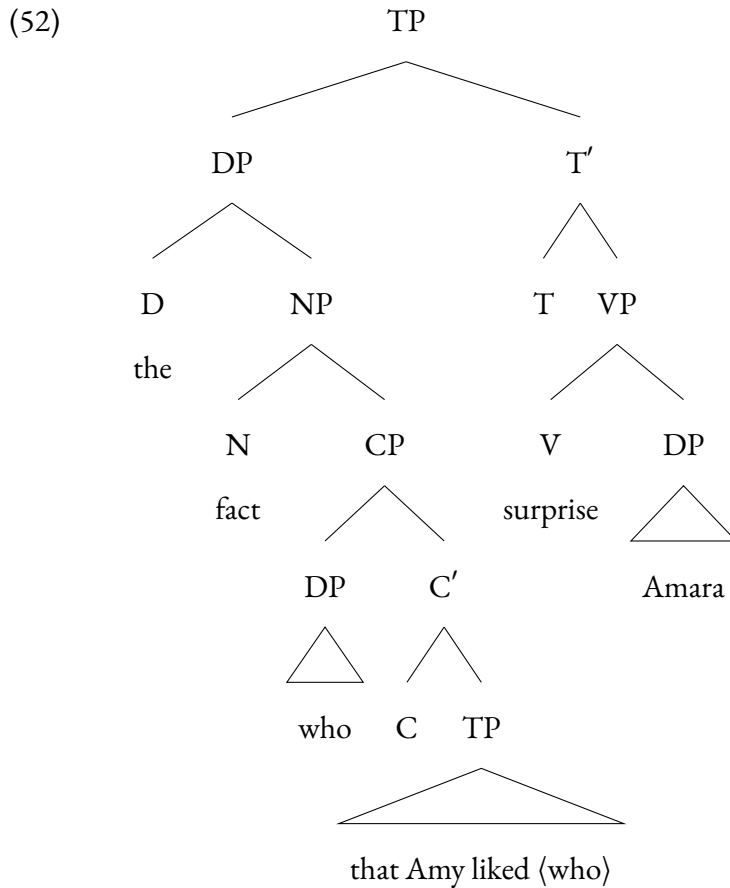 (52) TP
DP T′
D NP T VP
the
N CP V DP
fact surprise
DP C′ Amara
who C TP
that Amy liked ⟨who⟩